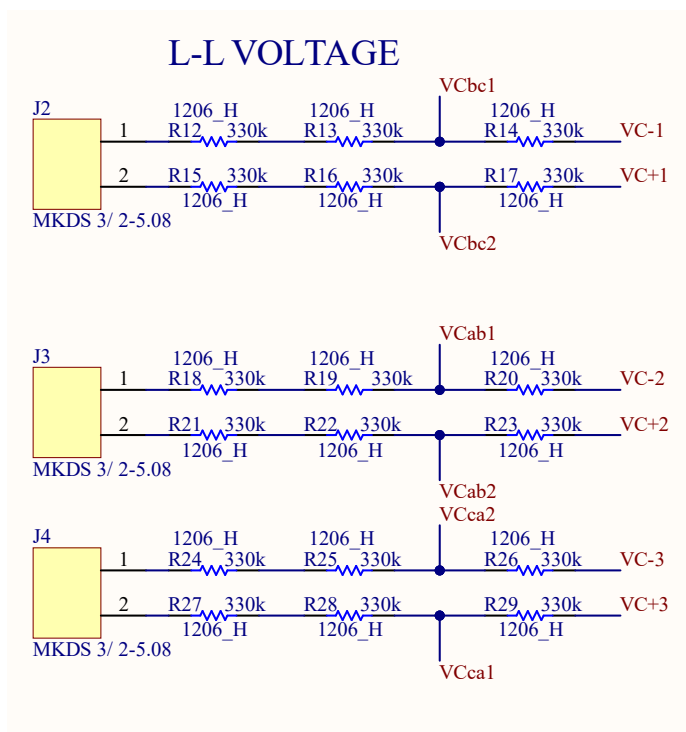 L-L VOLTAGE
VCbc1
J2
1206_H 1206_H 1206_H
1 R12 330k R13 330k R14 330k VC-1
2 R15 330k R16 330k R17 330k VC+1
1206_H 1206_H 1206_H
MKDS 3/ 2-5.08
VCbc2
VCab1
J3
1206_H 1206_H 1206_H
1 R18 330k R19 330k R20 330k VC-2
2 R21 330k R22 330k R23 330k VC+2
1206_H 1206_H 1206_H
MKDS 3/ 2-5.08
VCab2
VCca2
J4
1206_H 1206_H 1206_H
1 R24 330k R25 330k R26 330k VC-3
2 R27 330k R28 330k R29 330k VC+3
1206_H 1206_H 1206_H
MKDS 3/ 2-5.08
VCca1